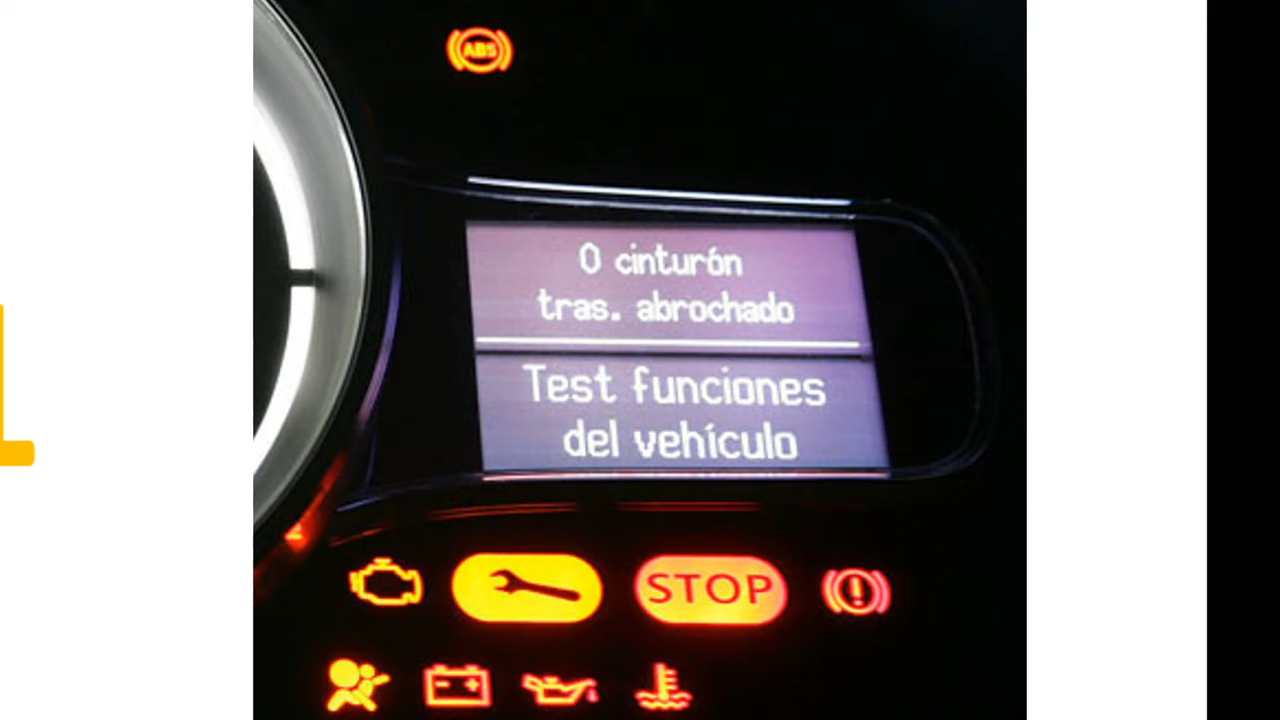 ABS
0 cinturón
tras. abrochado
Test funciones
del vehículo
STOP